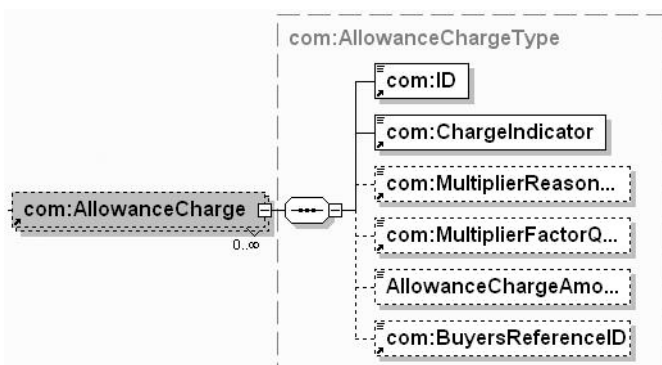 com:AllowanceChargeType
com:ID
com:ChargeIndicator
com:MultiplierReason...
com:AllowanceCharge
com:MultiplierFactorQ...
0..∞
AllowanceChargeAmo...
com:BuyersReferenceID